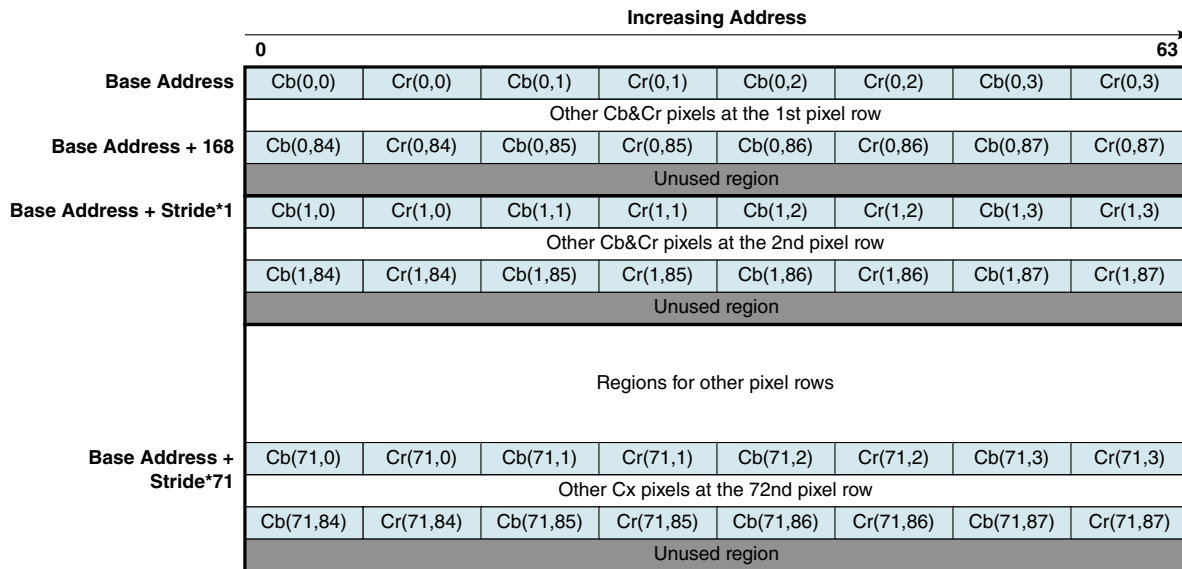 Increasing Address
0 63
Base Address Cb(0,0) Cr(0,0) Cb(0,1) Cr(0,1) Cb(0,2) Cr(0,2) Cb(0,3) Cr(0,3)
Other Cb&Cr pixels at the 1st pixel row
Base Address + 168 Cb(0,84) Cr(0,84) Cb(0,85) Cr(0,85) Cb(0,86) Cr(0,86) Cb(0,87) Cr(0,87)
Unused region
Base Address + Stride*1 Cb(1,0) Cr(1,0) Cb(1,1) Cr(1,1) Cb(1,2) Cr(1,2) Cb(1,3) Cr(1,3)
Other Cb&Cr pixels at the 2nd pixel row
Cb(1,84) Cr(1,84) Cb(1,85) Cr(1,85) Cb(1,86) Cr(1,86) Cb(1,87) Cr(1,87)
Unused region
Regions for other pixel rows
Base Address + Cb(71,0) Cr(71,0) Cb(71,1) Cr(71,1) Cb(71,2) Cr(71,2) Cb(71,3) Cr(71,3)
Stride*71
Other Cx pixels at the 72nd pixel row
Cb(71,84) Cr(71,84) Cb(71,85) Cr(71,85) Cb(71,86) Cr(71,86) Cb(71,87) Cr(71,87)
Unused region